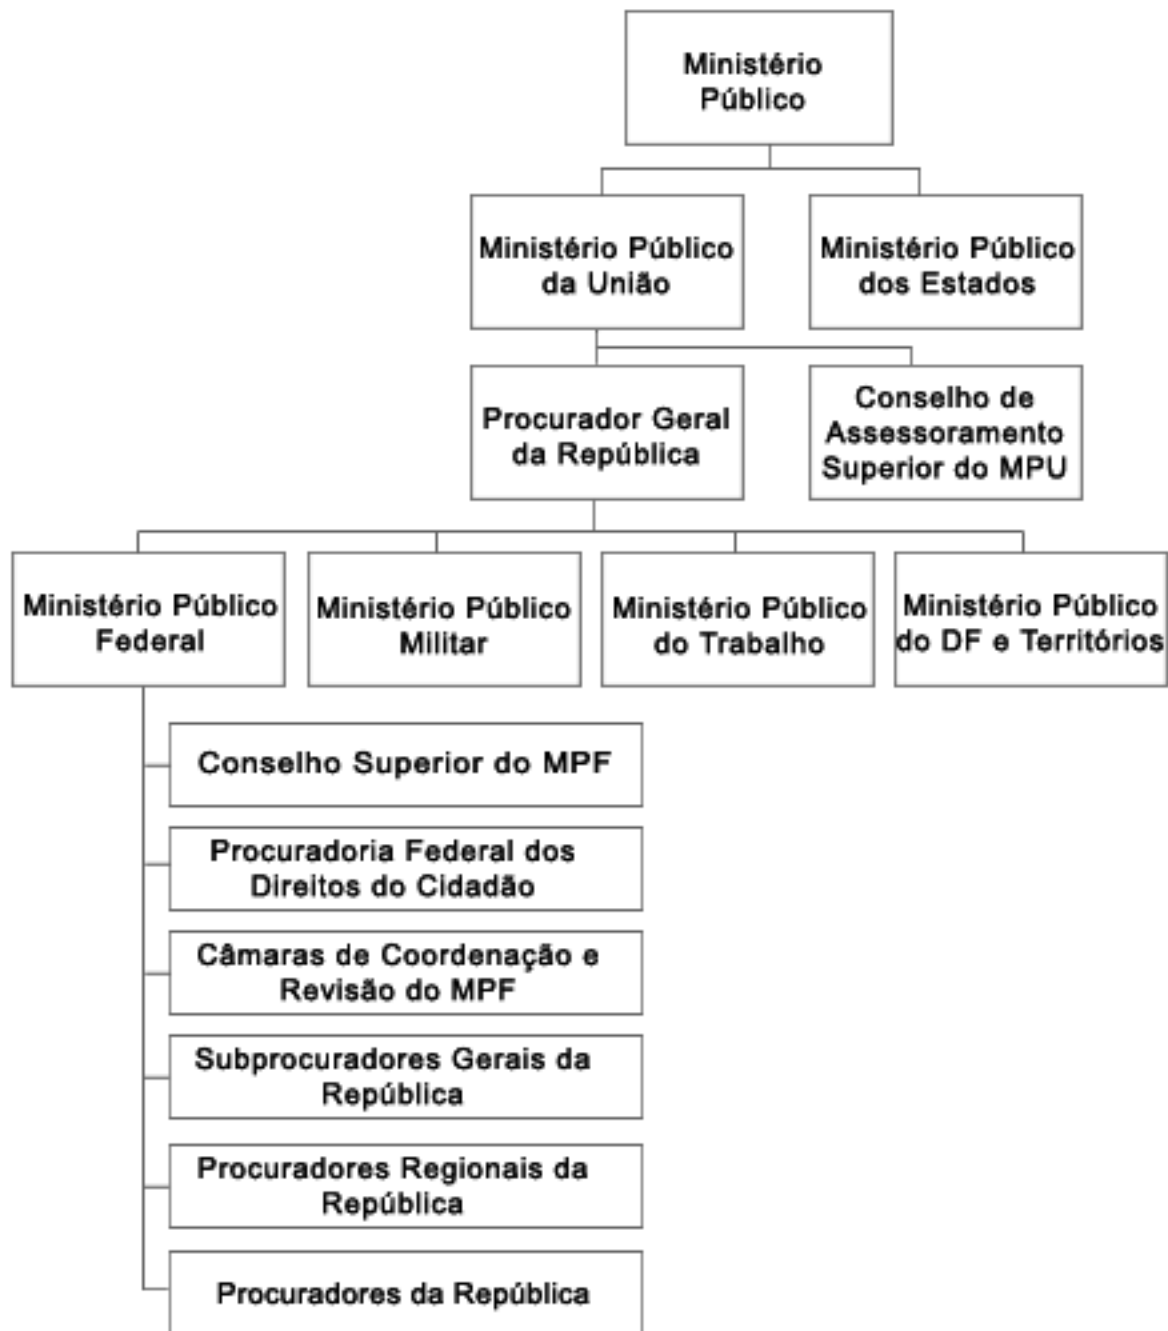 Ministério
Público
Ministério Público
da União
Ministério Público
dos Estados
Procurador Geral
da República
Conselho de
Assessoramento
Superior do MPU
Ministério Público
Federal
Ministério Público
Militar
Ministério Público
do Trabalho
Ministério Público
do DF e Territórios
Conselho Superior do MPF
Procuradoria Federal dos
Direitos do Cidadão
Câmaras de Coordenação e
Revisão do MPF
Subprocuradores Gerais da
República
Procuradores Regionais da
República
Procuradores da República